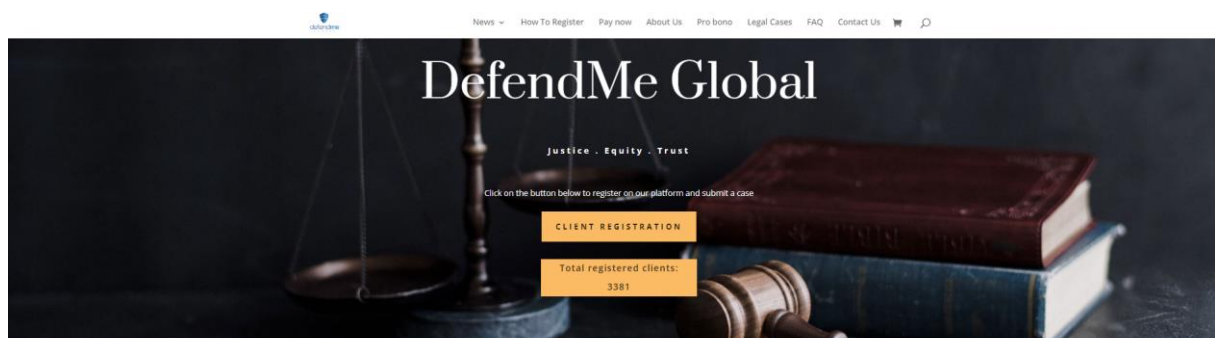 defendme
News
How To Register
Pay now
About Us
Pro bono
Legal Cases
FAQ
Contact Us
DefendMe Global
Justice . Equity . Trust
Click on the button below to register on our platform and submit a case
CLIENT REGISTRATION
Total registered clients:
3381